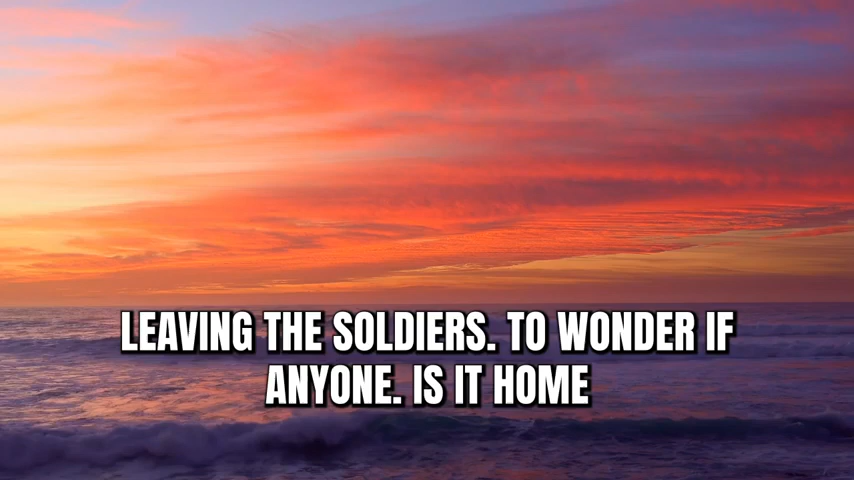 LEAVING THE SOLDIERS. TO WONDER IF
ANYONE. IS IT HOME